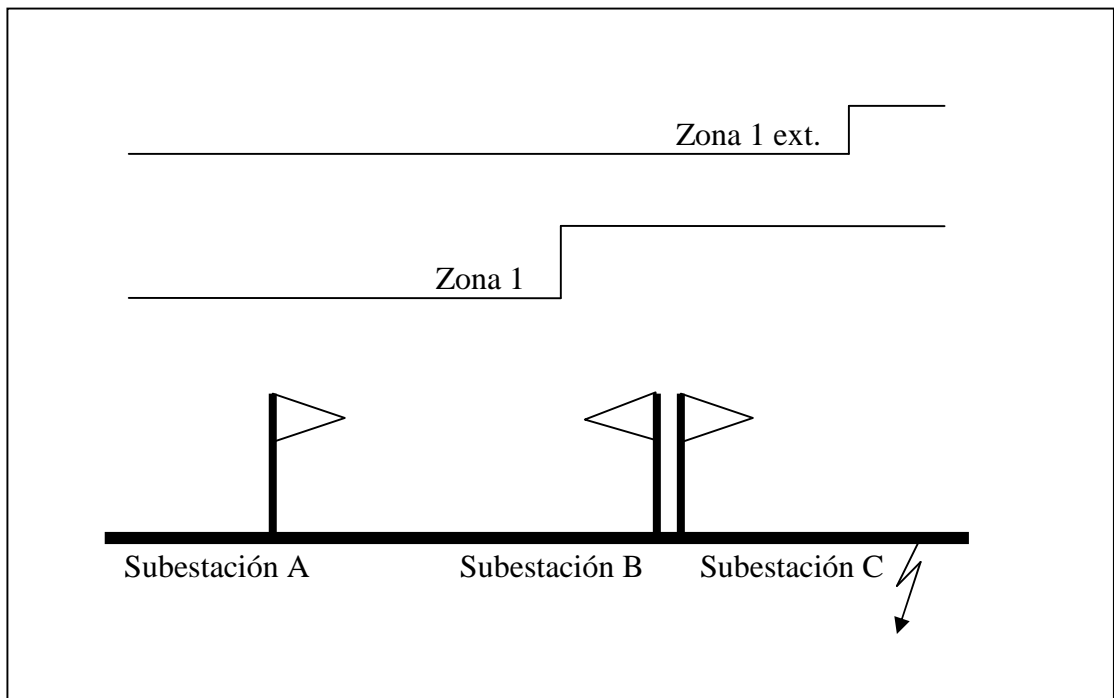 Zona 1 ext.
Zona 1
Subestación A
Subestación B
Subestación C